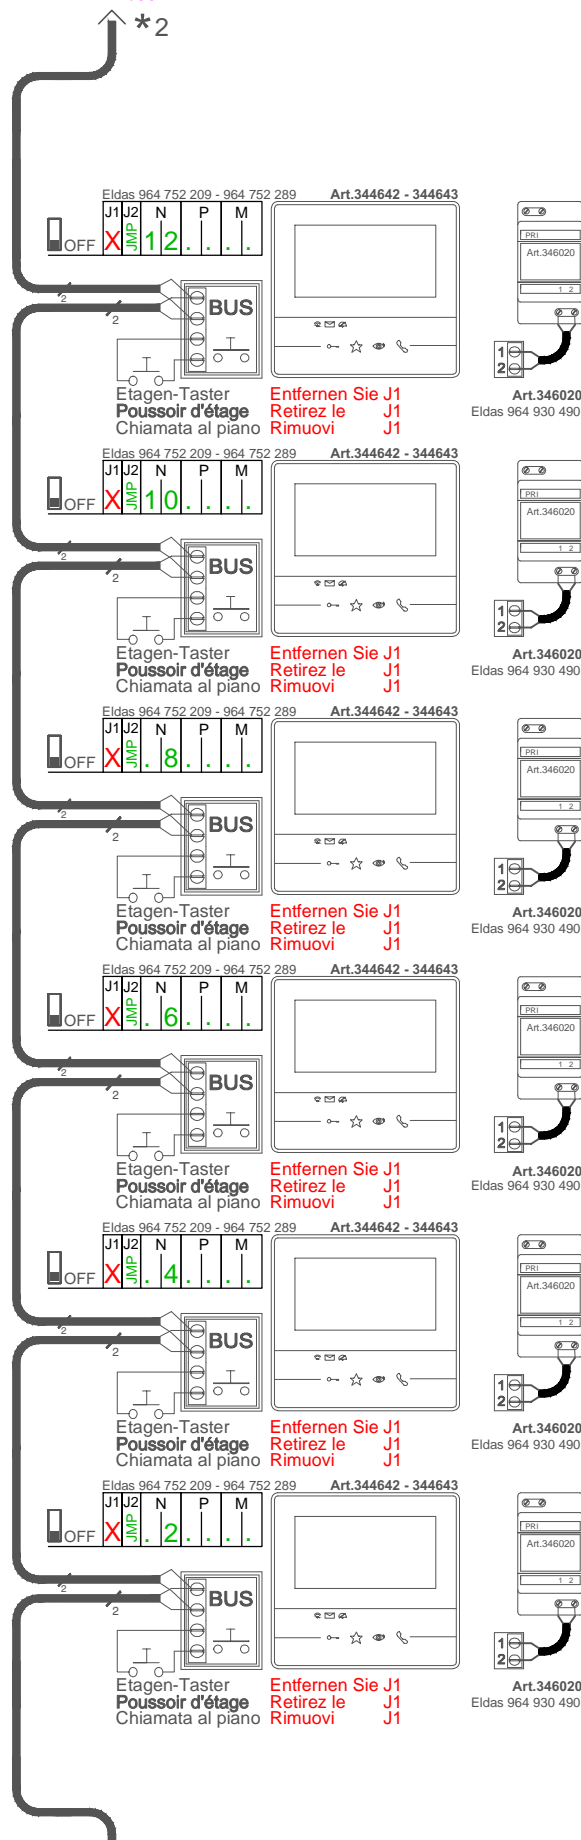 *2
Eldas 964 752 209 - 964 752 289 Art.344642 - 344643
J1 J2 N P M
OFF X JMP 1 2 . . . .
PRI
Art.346020
1 2
2
BUS
2
1
2
Etagen-Taster Entfernen Sie J1 Art.346020
Poussoir d'étage Retirez le J1 Eldas 964 930 490
Chiamata al piano Rimuovi J1
Eldas 964 752 209 - 964 752 289 Art.344642 - 344643
J1 J2 N P M
OFF X JMP 1 0 . . . .
PRI
Art.346020
1 2
2
BUS
2
1
2
Etagen-Taster Entfernen Sie J1 Art.346020
Poussoir d'étage Retirez le J1 Eldas 964 930 490
Chiamata al piano Rimuovi J1
Eldas 964 752 209 - 964 752 289 Art.344642 - 344643
J1 J2 N P M
OFF X JMP . 8 . . . .
PRI
Art.346020
1 2
2
BUS
2
1
2
Etagen-Taster Entfernen Sie J1 Art.346020
Poussoir d'étage Retirez le J1 Eldas 964 930 490
Chiamata al piano Rimuovi J1
Eldas 964 752 209 - 964 752 289 Art.344642 - 344643
J1 J2 N P M
OFF X JMP . 6 . . . .
PRI
Art.346020
1 2
2
BUS
2
1
2
Etagen-Taster Entfernen Sie J1 Art.346020
Poussoir d'étage Retirez le J1 Eldas 964 930 490
Chiamata al piano Rimuovi J1
Eldas 964 752 209 - 964 752 289 Art.344642 - 344643
J1 J2 N P M
OFF X JMP . 4 . . . .
PRI
Art.346020
1 2
2
BUS
2
1
2
Etagen-Taster Entfernen Sie J1 Art.346020
Poussoir d'étage Retirez le J1 Eldas 964 930 490
Chiamata al piano Rimuovi J1
Eldas 964 752 209 - 964 752 289 Art.344642 - 344643
J1 J2 N P M
OFF X JMP . 2 . . . .
PRI
Art.346020
1 2
2
BUS
2
1
2
Etagen-Taster Entfernen Sie J1 Art.346020
Poussoir d'étage Retirez le J1 Eldas 964 930 490
Chiamata al piano Rimuovi J1